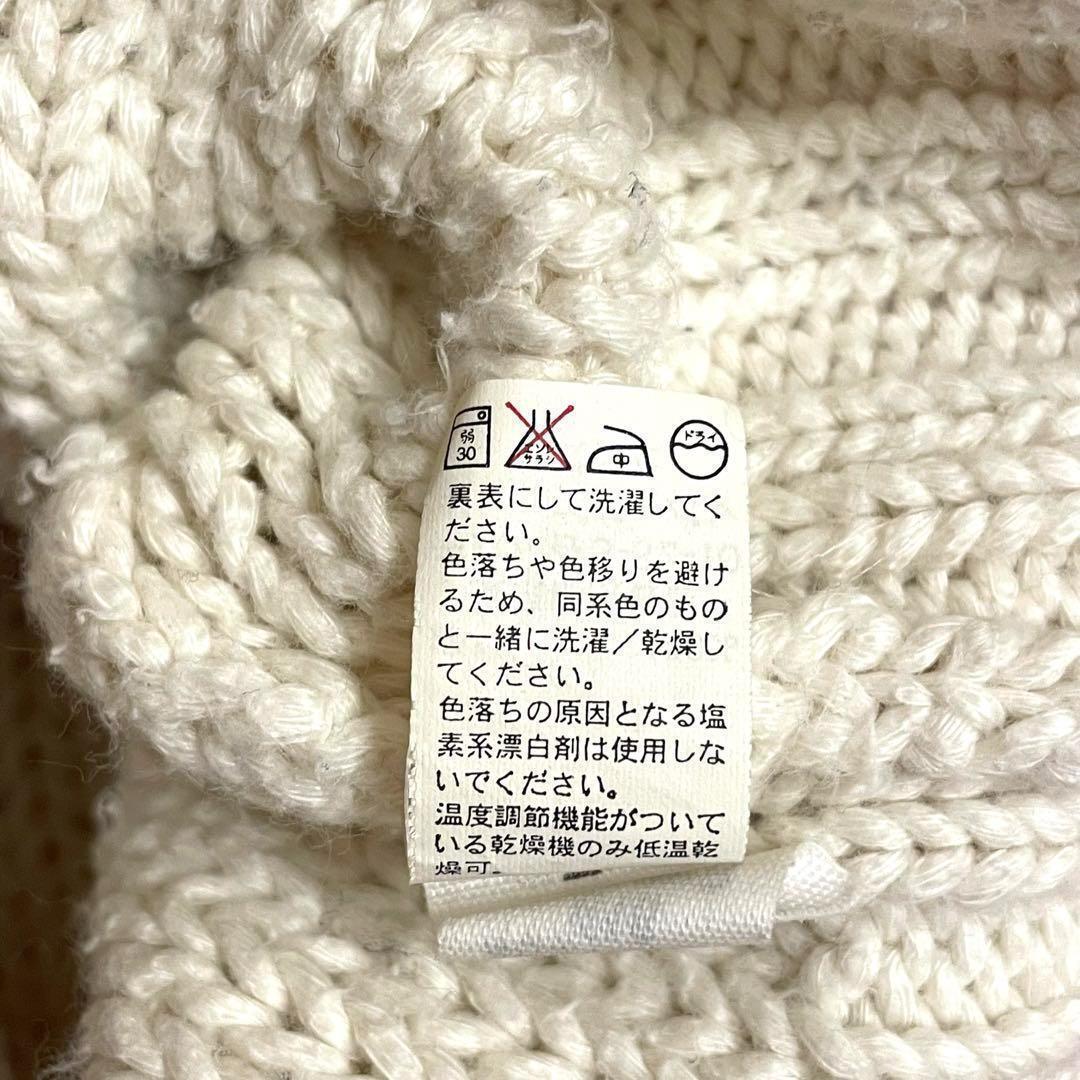 弱
30
エンソ
サラシ
中
ドライ
裏表にして洗濯してく
ださい。
色落ちや色移りを避け
るため、同系色のもの
と一緒に洗濯／乾燥し
てください。
色落ちの原因となる塩
素系漂白剤は使用しな
いでください。
温度調節機能がついて
いる乾燥機のみ低温乾
燥可。